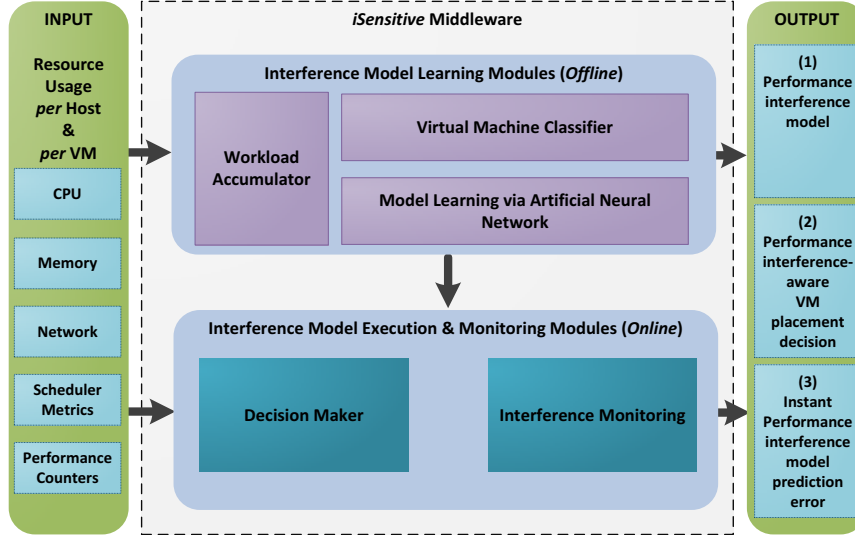 INPUT
Resource
Usage
per Host
&
per VM
CPU
Memory
Network
Scheduler
Metrics
Performance
Counters
iSensitive Middleware
Interference Model Learning Modules (Offline)
Workload
Accumulator
Virtual Machine Classifier
Model Learning via Artificial Neural
Network
Interference Model Execution & Monitoring Modules (Online)
Decision Maker
Interference Monitoring
OUTPUT
(1)
Performance
interference
model
(2)
Performance
interference-
aware
VM
placement
decision
(3)
Instant
Performance
interference
model
prediction
error